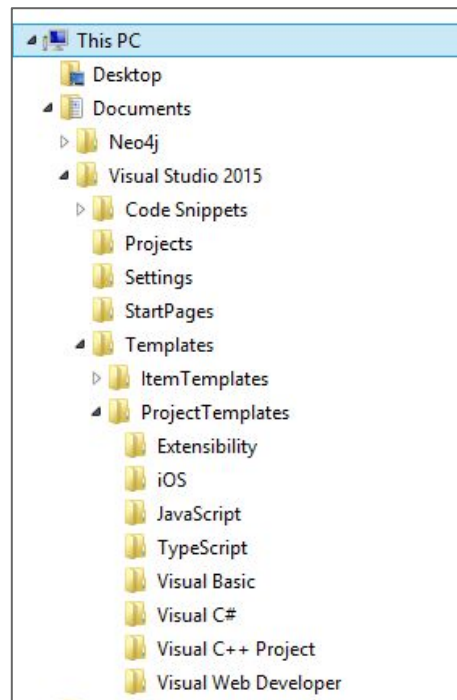 This PC
Desktop
Documents
Neo4j
Visual Studio 2015
Code Snippets
Projects
Settings
StartPages
Templates
ItemTemplates
ProjectTemplates
Extensibility
iOS
JavaScript
TypeScript
Visual Basic
Visual C#
Visual C++ Project
Visual Web Developer